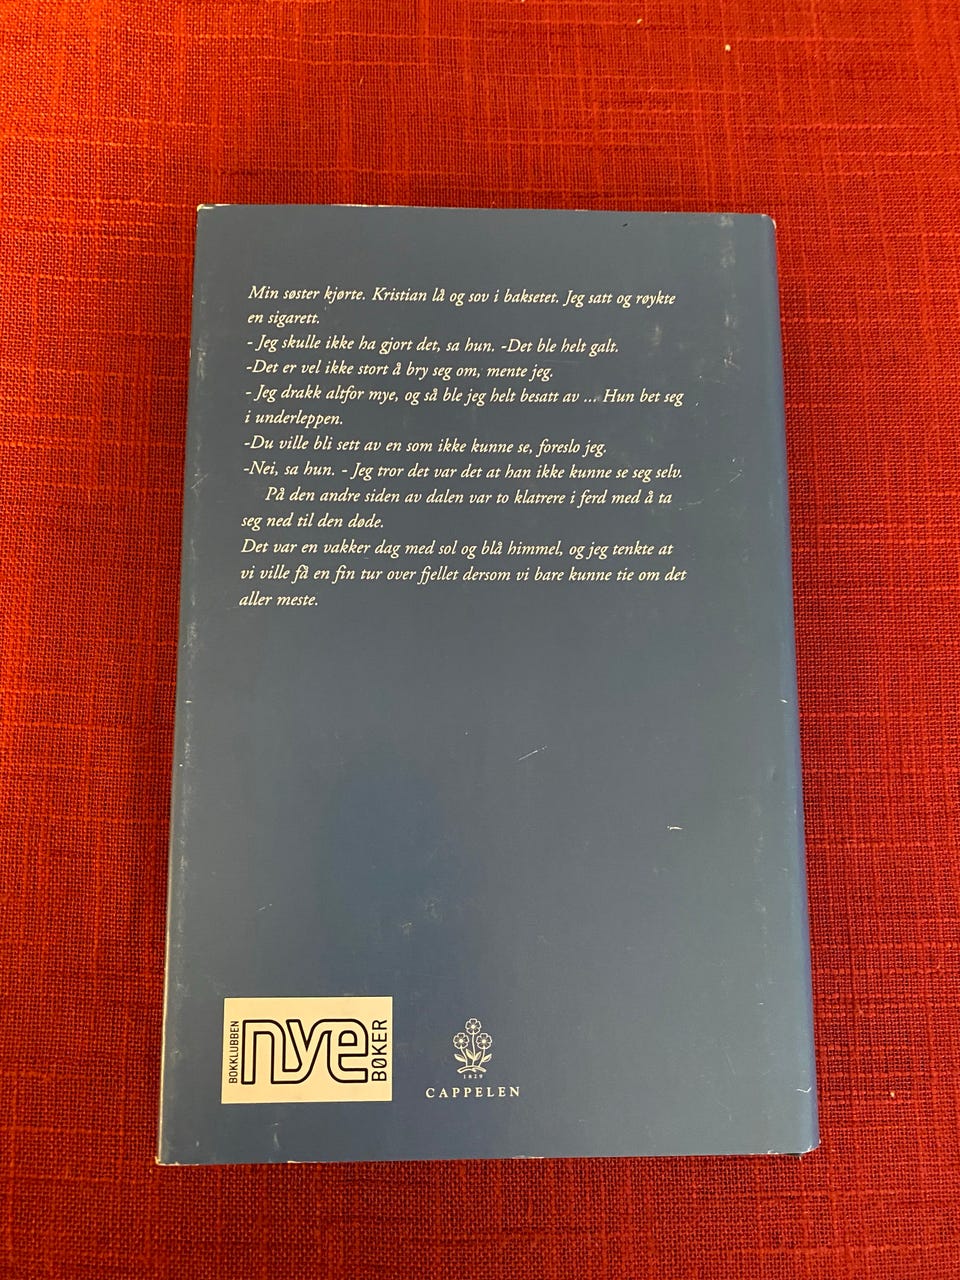 Min søster kjørte. Kristian lå og sov i baksetet. Jeg satt og røykte
en sigarett.
- Jeg skulle ikke ha gjort det, sa hun. -Det ble helt galt.
-Det er vel ikke stort å bry seg om, mente jeg.
- Jeg drakk altfor mye, og så ble jeg helt besatt av ... Hun bet seg
i underleppen.
-Du ville bli sett av en som ikke kunne se, foreslo jeg.
-Nei, sa hun. - Jeg tror det var det at han ikke kunne se seg selv.
På den andre siden av dalen var to klatrere i ferd med å ta
seg ned til den døde.
Det var en vakker dag med sol og blå himmel, og jeg tenkte at
vi ville få en fin tur over fjellet dersom vi bare kunne tie om det
aller meste.
BOKKLUBBEN
nye
BØKER
1829
CAPPELEN